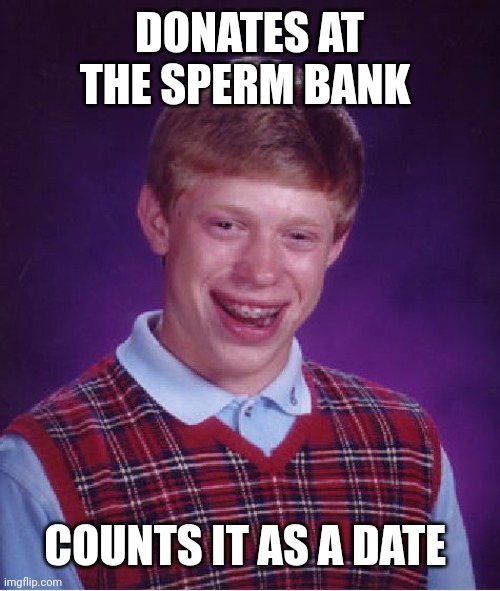 DONATES AT
THE SPERM BANK
COUNTS IT AS A DATE
imgflip.com